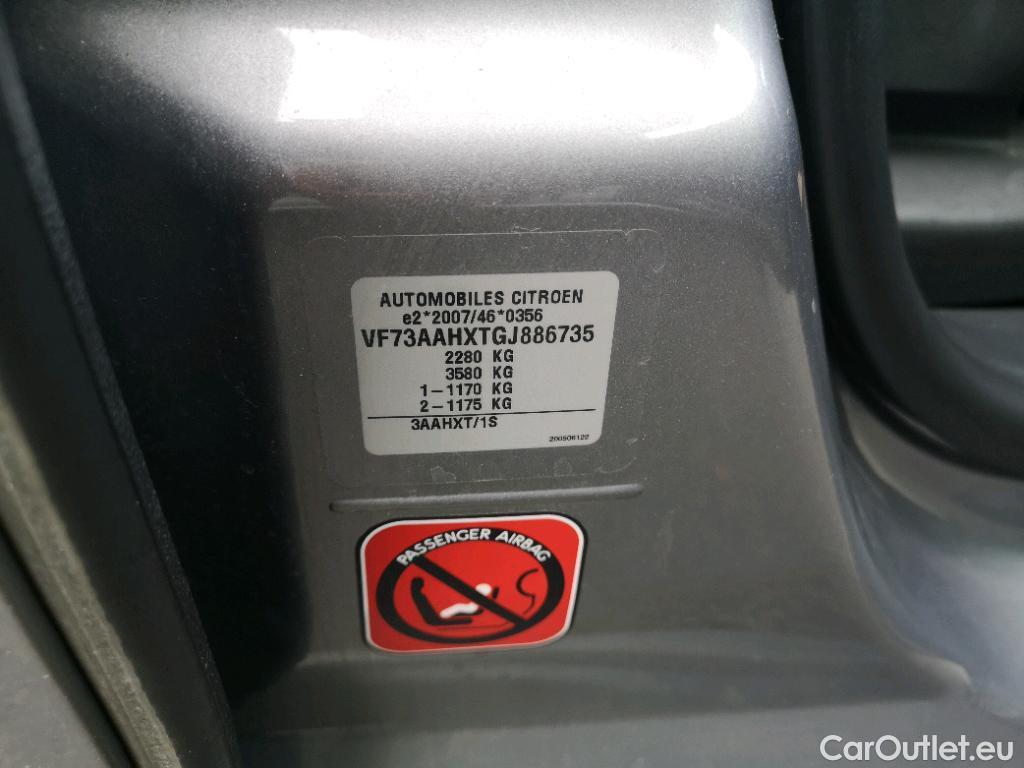 AUTOMOBILES CITROEN
e2*2007/46*0356
VF73AAHXTGJ886735
2280 KG
3580 KG
1-1170 KG
2-1175 KG
3AAHXT/1S
200506122
PASSENGER AIRBAG
CarOutlet.eu